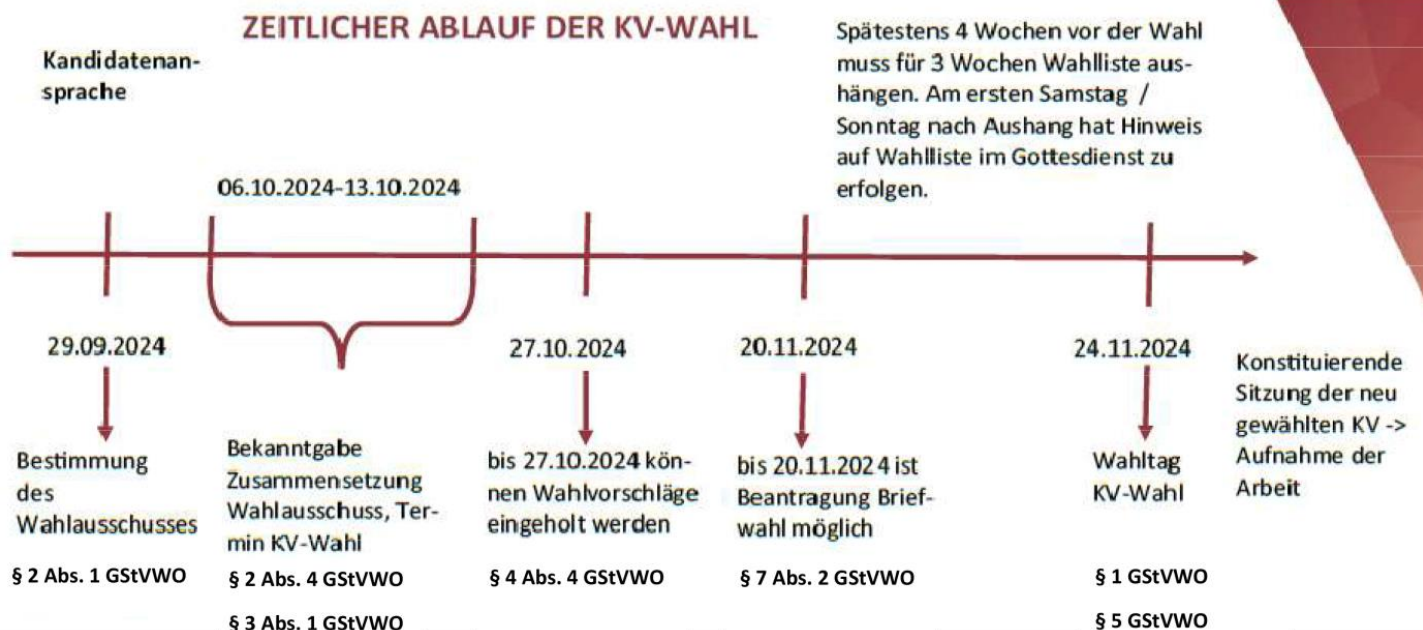 ZEITLICHER ABLAUF DER KV-WAHL
Kandidatenan-
sprache
Spätestens 4 Wochen vor der Wahl
muss für 3 Wochen Wahlliste aus-
hängen. Am ersten Samstag /
Sonntag nach Aushang hat Hinweis
auf Wahlliste im Gottesdienst zu
erfolgen.
06.10.2024-13.10.2024
29.09.2024
27.10.2024
20.11.2024
24.11.2024
Bestimmung
des
Wahlausschusses
§ 2 Abs. 1 GStVWO
Bekanntgabe
Zusammensetzung
Wahlausschuss, Ter-
min KV-Wahl
§ 2 Abs. 4 GStVWO
§ 3 Abs. 1 GStVWO
bis 27.10.2024 kön-
nen Wahlvorschläge
eingeholt werden
§ 4 Abs. 4 GStVWO
bis 20.11.2024 ist
Beantragung Brief-
wahl möglich
§ 7 Abs. 2 GStVWO
Wahltag
KV-Wahl
§ 1 GStVWO
§ 5 GStVWO
Konstituierende
Sitzung der neu
gewählten KV ->
Aufnahme der
Arbeit